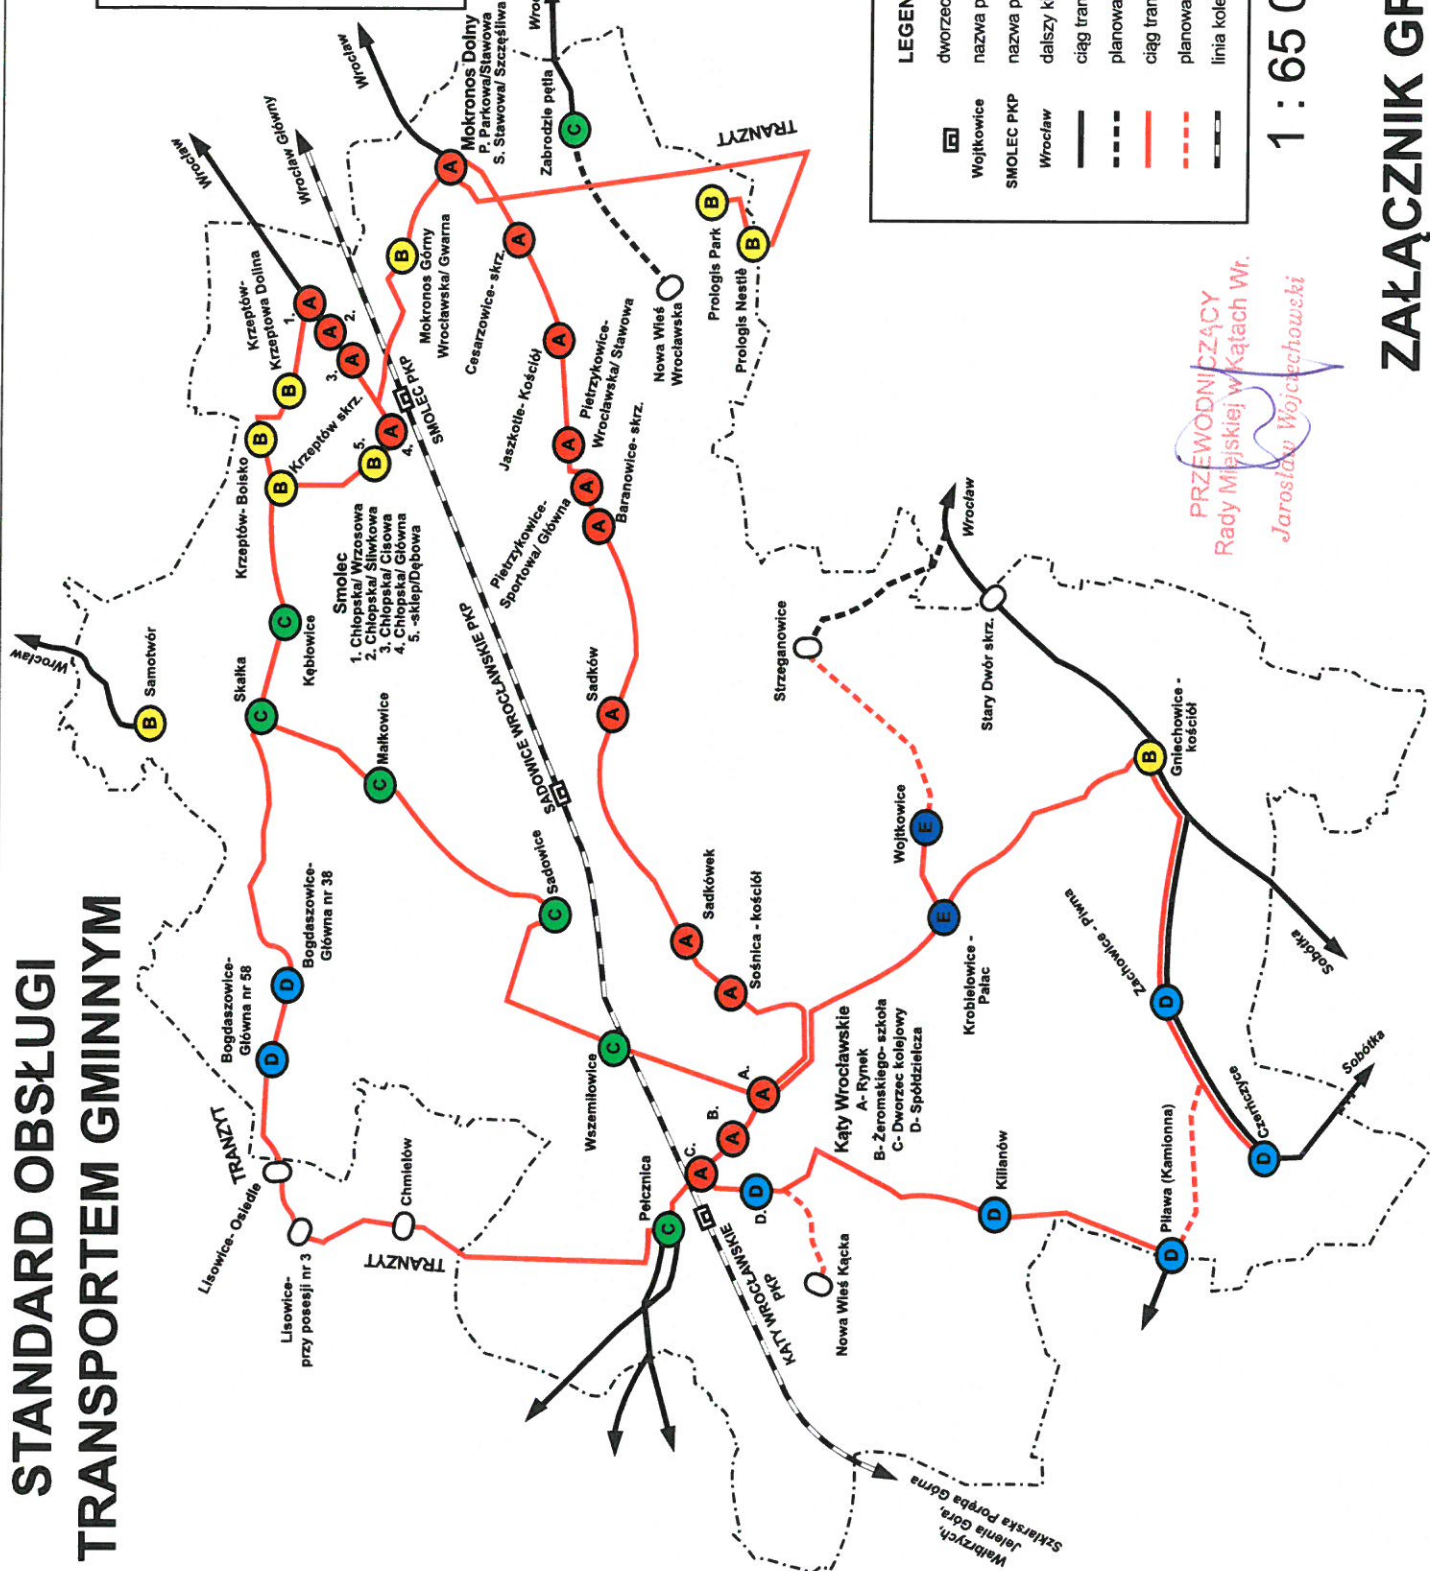 STANDARD OBSŁUGI
TRANSPORTEM GMINNYM
Wrocław
Samotwór
B
Skałka
C
Kębłowice
C
Małkowice
C
Sadowice
C
SADOWICE WROCŁAWSKIE PKP
Bogdaszowice-
Główna nr 38
D
Bogdaszowice-
Główna nr 58
D
TRANZYT
Lisowice- Osiedle
Lisowice-
przy posesji nr 3
Chmielów
TRANZYT
Pełcznica
C
Wszemiłowice
C
Krzeptów- Boisko
B
B
Krzeptów skrz.
B
Krzeptów-
Krzeptowa Dolina
1.
A
2.
A
3.
A
4.
A
5.
B
Smolec
1. Chłopska/ Wrzosowa
2. Chłopska/ Śliwkowa
3. Chłopska/ Cisowa
4. Chłopska/ Główna
5. -sklep/Dębowa
SMOLEC PKP
Wrocław
Wrocław Główny
Wrocław
Mokronos Dolny
P. Parkowa/Stawowa
S. Stawowa/ Szczęśliwa
A
Mokronos Górny
Wrocławska/ Gwarna
B
Cesarzowice- skrz.
A
Jaszkotle- Kościół
A
Pietrzykowice-
Wrocławska/ Stawowa
A
Pietrzykowice-
Sportowa/ Główna
A
Baranowice- skrz.
A
Sadków
A
Sadkówek
A
Sośnica - kościół
A
Zabrodzie pętla
C
Nowa Wieś
Wrocławska
TRANZYT
Prologis Park
B
Prologis Nestlè
B
Kąty Wrocławskie
A- Rynek
B- Żeromskiego- szkoła
C- Dworzec kolejowy
D- Spółdzielcza
A.
A
B.
A
C.
A
D.
D
KĄTY WROCŁAWSKIE
PKP
Nowa Wieś Kącka
Kilianów
D
Piława (Kamionna)
D
Czerńczyce
D
Sobótka
Zachowice - Piwna
D
Gniechowice -
kościół
B
Sobótka
Stary Dwór skrz.
Wrocław
Strzeganowice
Wojtkowice
E
Krobielowice -
Pałac
E
Wałbrzych,
Jelenia Góra,
Szklarska Poręba Górna
LEGEN
dworzec
Wojtkowice
nazwa p
SMOLEC PKP
nazwa p
Wrocław
dalszy ki
ciąg tran
planowa
ciąg tran
planowa
linia kole
1 : 65 0
PRZEWODNICZĄCY
Rady Miejskiej w Kątach Wr.
Jarosław Wojciechowski
ZAŁĄCZNIK GR